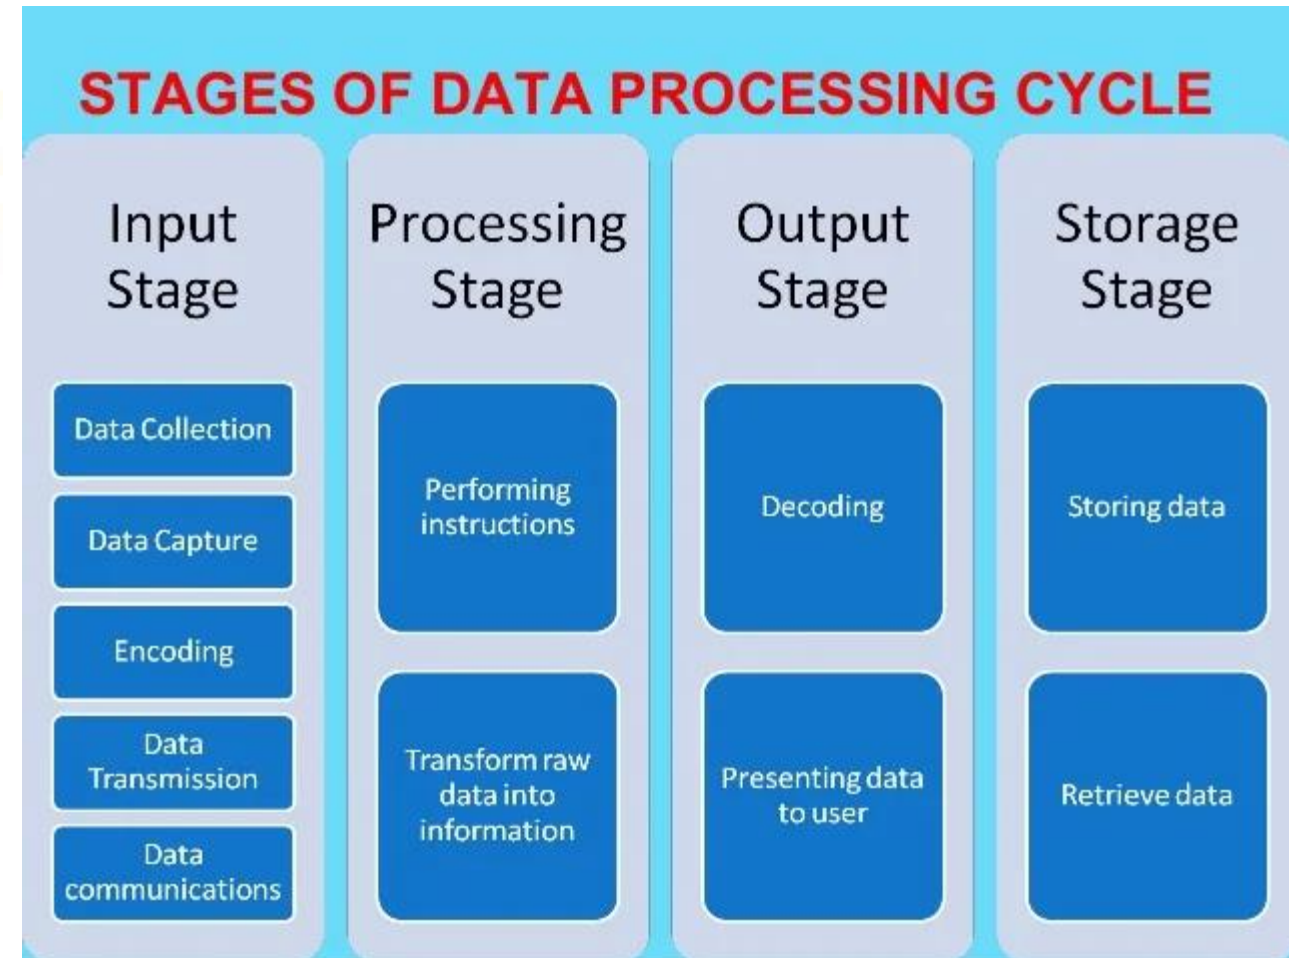 STAGES OF DATA PROCESSING CYCLE
Input
Stage
Data Collection
Data Capture
Encoding
Data
Transmission
Data
communications
Processing
Stage
Performing
instructions
Transform raw
data into
information
Output
Stage
Decoding
Presenting data
to user
Storage
Stage
Storing data
Retrieve data